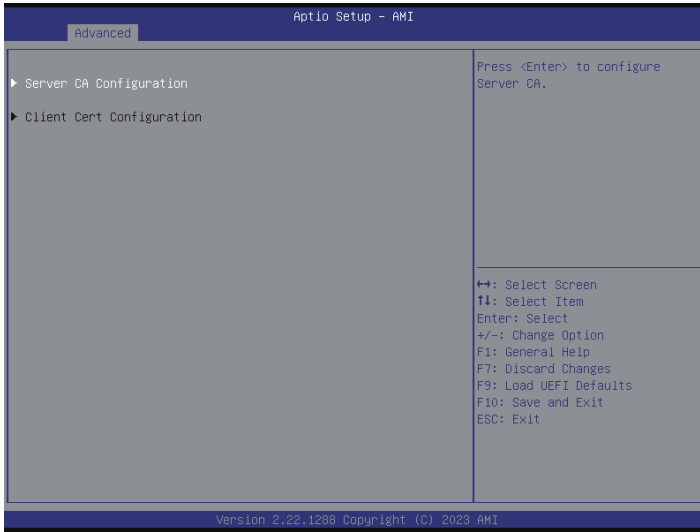 Aptio Setup – AMI
Advanced
▶ Server CA Configuration
▶ Client Cert Configuration
Press <Enter> to configure
Server CA.
↔: Select Screen
↑↓: Select Item
Enter: Select
+/-: Change Option
F1: General Help
F7: Discard Changes
F9: Load UEFI Defaults
F10: Save and Exit
ESC: Exit
Version 2.22.1288 Copyright (C) 2023 AMI